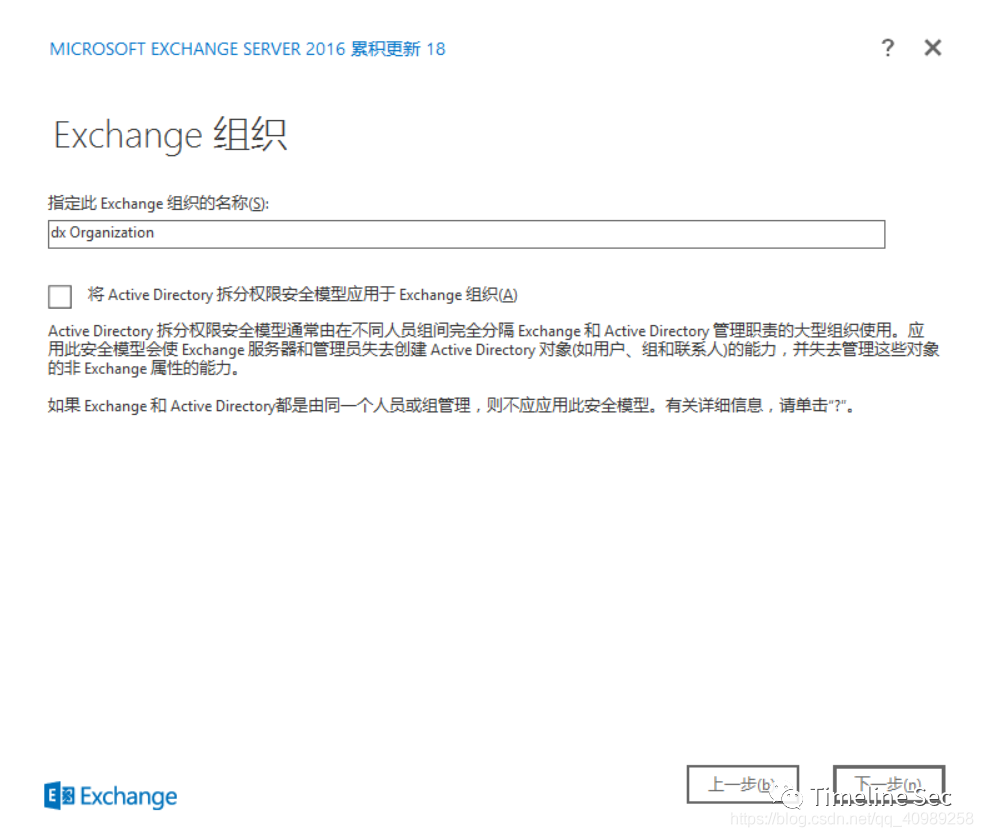 MICROSOFT EXCHANGE SERVER 2016 累积更新 18
? ✕
Exchange 组织
指定此 Exchange 组织的名称(S):
dx Organization
将 Active Directory 拆分权限安全模型应用于 Exchange 组织(A)
Active Directory 拆分权限安全模型通常由在不同人员组间完全分隔 Exchange 和 Active Directory 管理职责的大型组织使用。应
用此安全模型会使 Exchange 服务器和管理员失去创建 Active Directory 对象(如用户、组和联系人)的能力，并失去管理这些对象
的非 Exchange 属性的能力。
如果 Exchange 和 Active Directory都是由同一个人员或组管理，则不应应用此安全模型。有关详细信息，请单击“?”。
Exchange
上一步(b) 下一步(n)
Timeline Sec
https://blog.csdn.net/qq_40989258